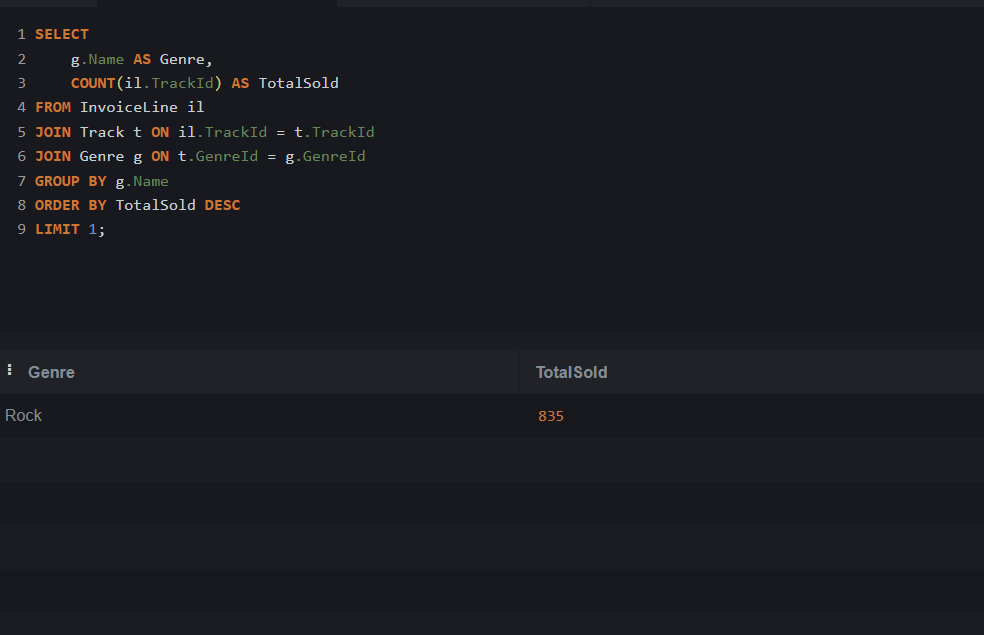 1 SELECT
2     g.Name AS Genre,
3     COUNT(il.TrackId) AS TotalSold
4 FROM InvoiceLine il
5 JOIN Track t ON il.TrackId = t.TrackId
6 JOIN Genre g ON t.GenreId = g.GenreId
7 GROUP BY g.Name
8 ORDER BY TotalSold DESC
9 LIMIT 1;
Genre TotalSold
Rock 835